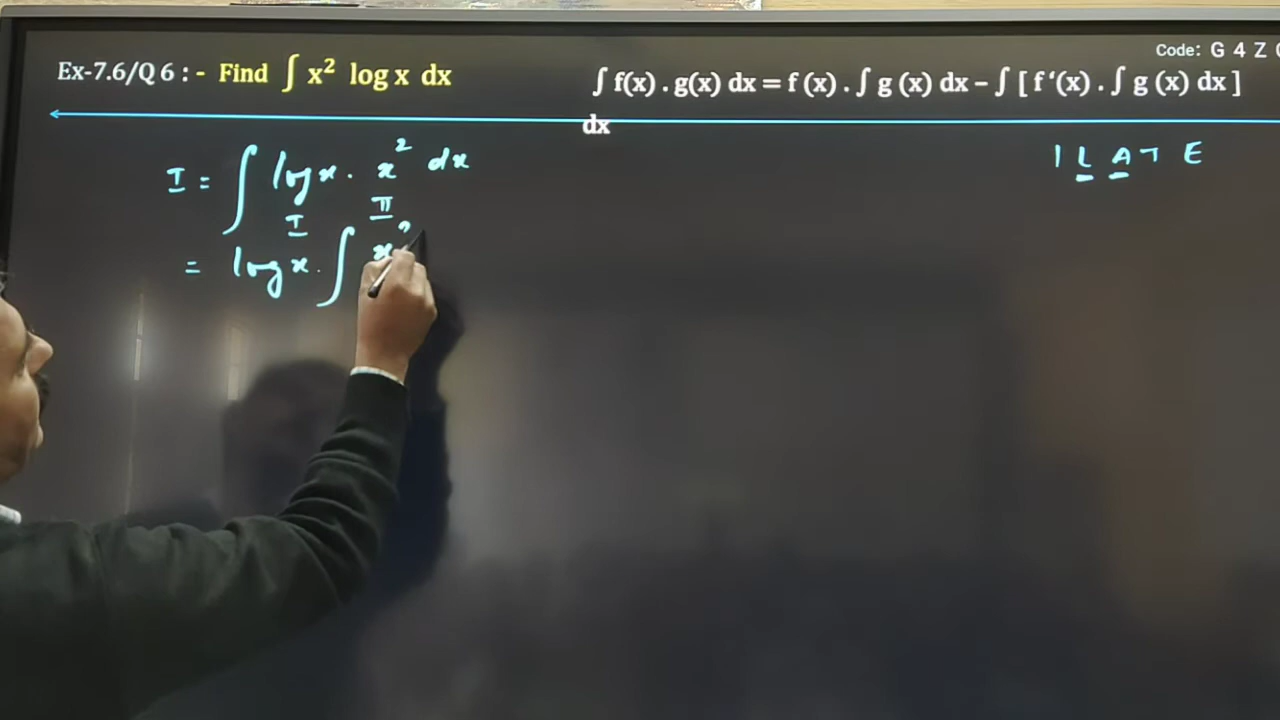 Code: G 4 Z
Ex-7.6/Q 6 : - Find ∫ x² log x dx
∫ f(x) . g(x) dx = f (x) . ∫ g (x) dx – ∫ [ f '(x) . ∫ g (x) dx ]
dx
I L A T E
I = ∫ log x . x² dx
I II
= log x . ∫ x²